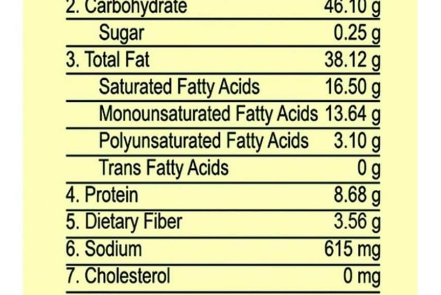 2. Carbohydrate 46.10 g
Sugar 0.25 g
3. Total Fat 38.12 g
Saturated Fatty Acids 16.50 g
Monounsaturated Fatty Acids 13.64 g
Polyunsaturated Fatty Acids 3.10 g
Trans Fatty Acids 0 g
4. Protein 8.68 g
5. Dietary Fiber 3.56 g
6. Sodium 615 mg
7. Cholesterol 0 mg